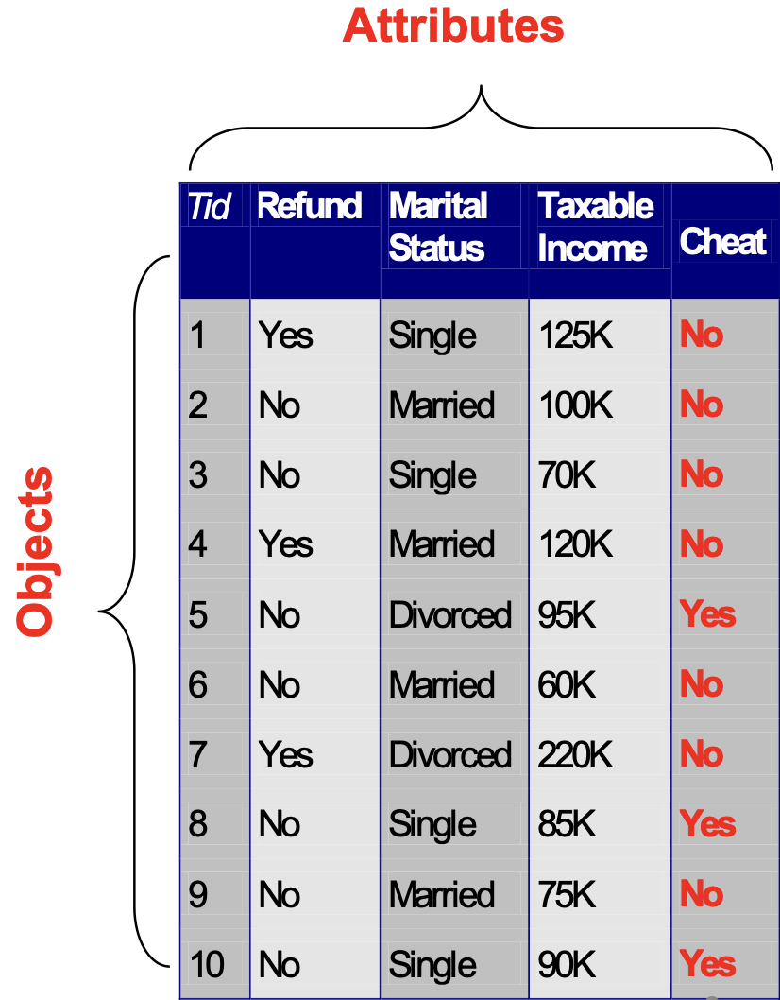 Attributes
Objects
Tid Refund Marital Status Taxable Income Cheat
1 Yes Single 125K No
2 No Married 100K No
3 No Single 70K No
4 Yes Married 120K No
5 No Divorced 95K Yes
6 No Married 60K No
7 Yes Divorced 220K No
8 No Single 85K Yes
9 No Married 75K No
10 No Single 90K Yes